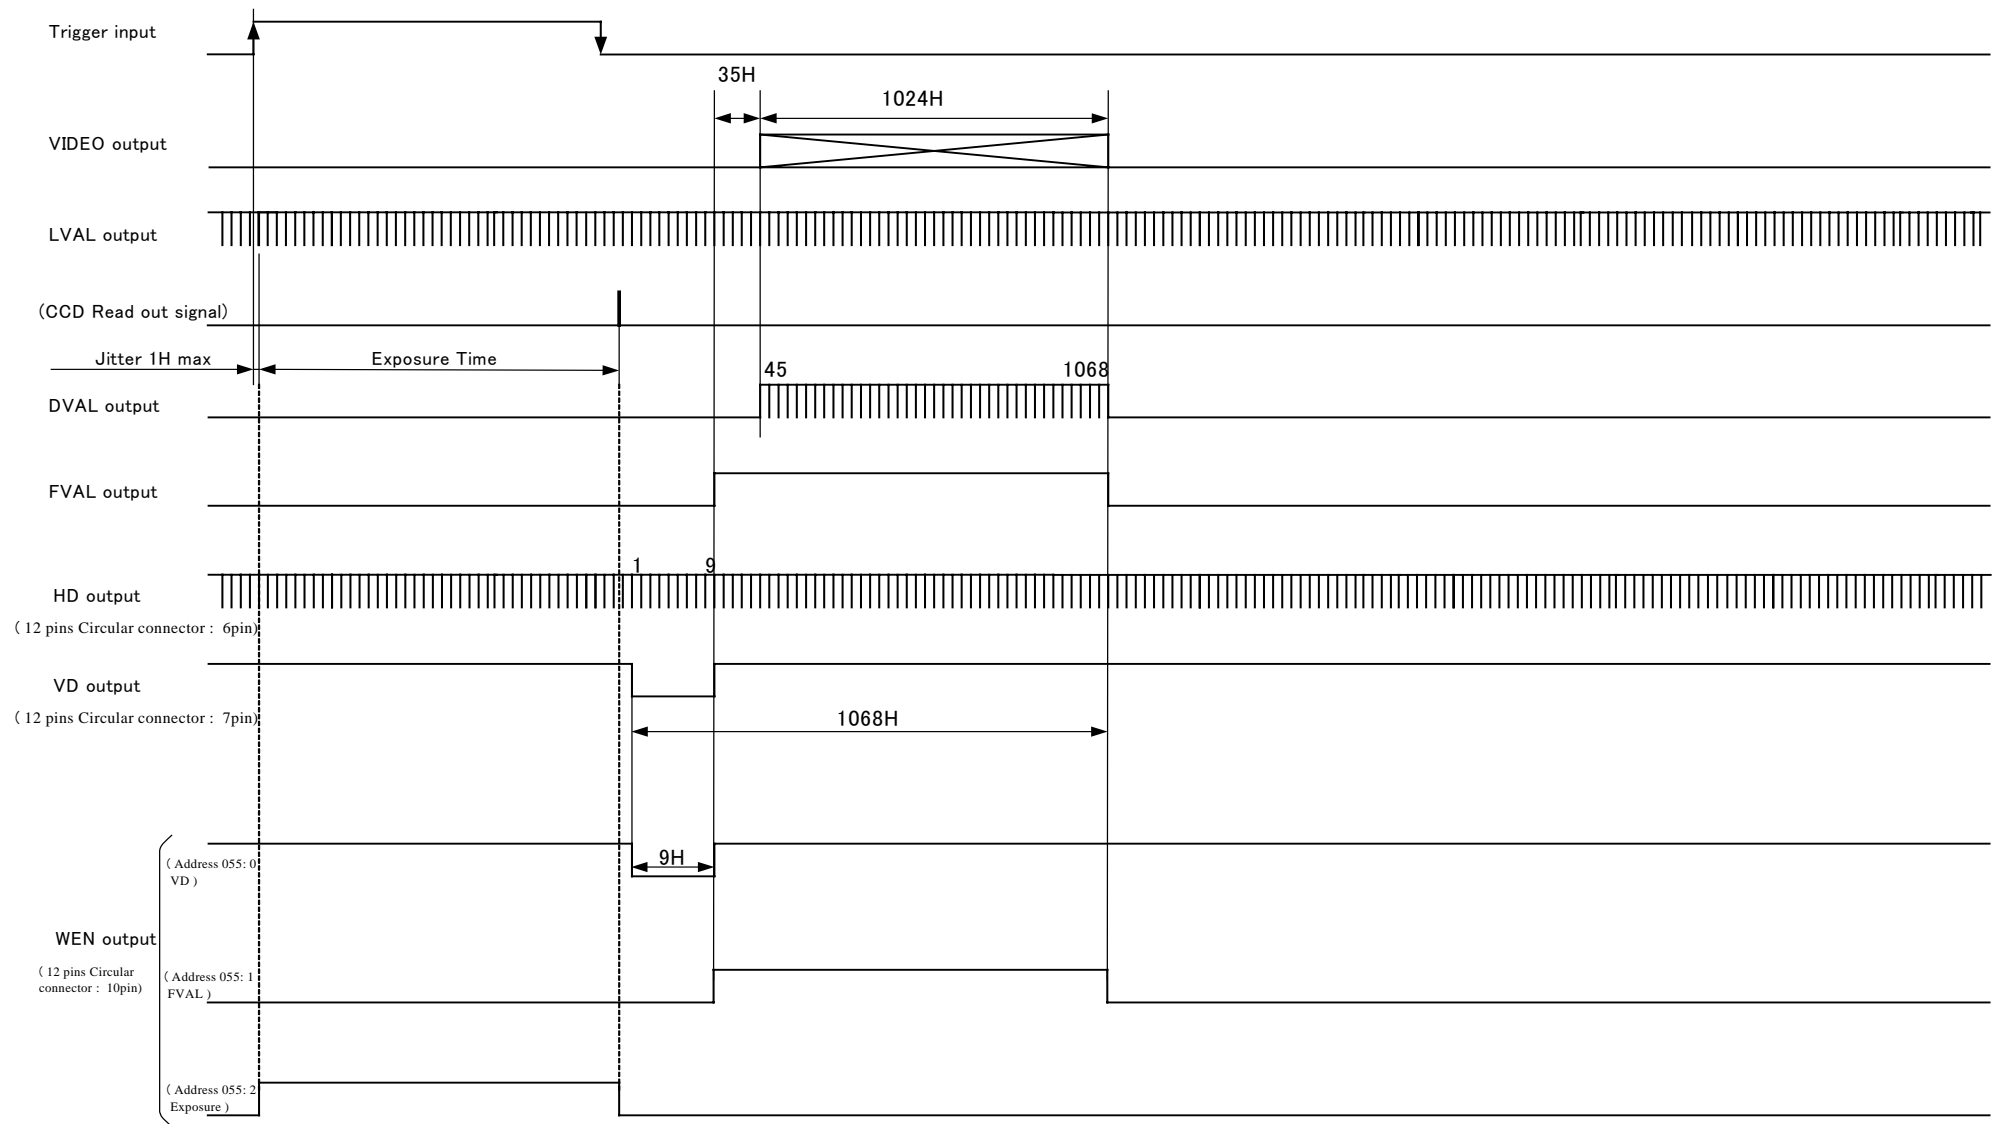 Trigger input
35H
1024H
VIDEO output
LVAL output
(CCD Read out signal)
Jitter 1H max
Exposure Time
45
1068
DVAL output
FVAL output
1
9
HD output
( 12 pins Circular connector : 6pin)
VD output
( 12 pins Circular connector : 7pin)
1068H
( Address 055: 0
VD )
9H
WEN output
( 12 pins Circular
connector : 10pin)
( Address 055: 1
FVAL )
( Address 055: 2
Exposure )